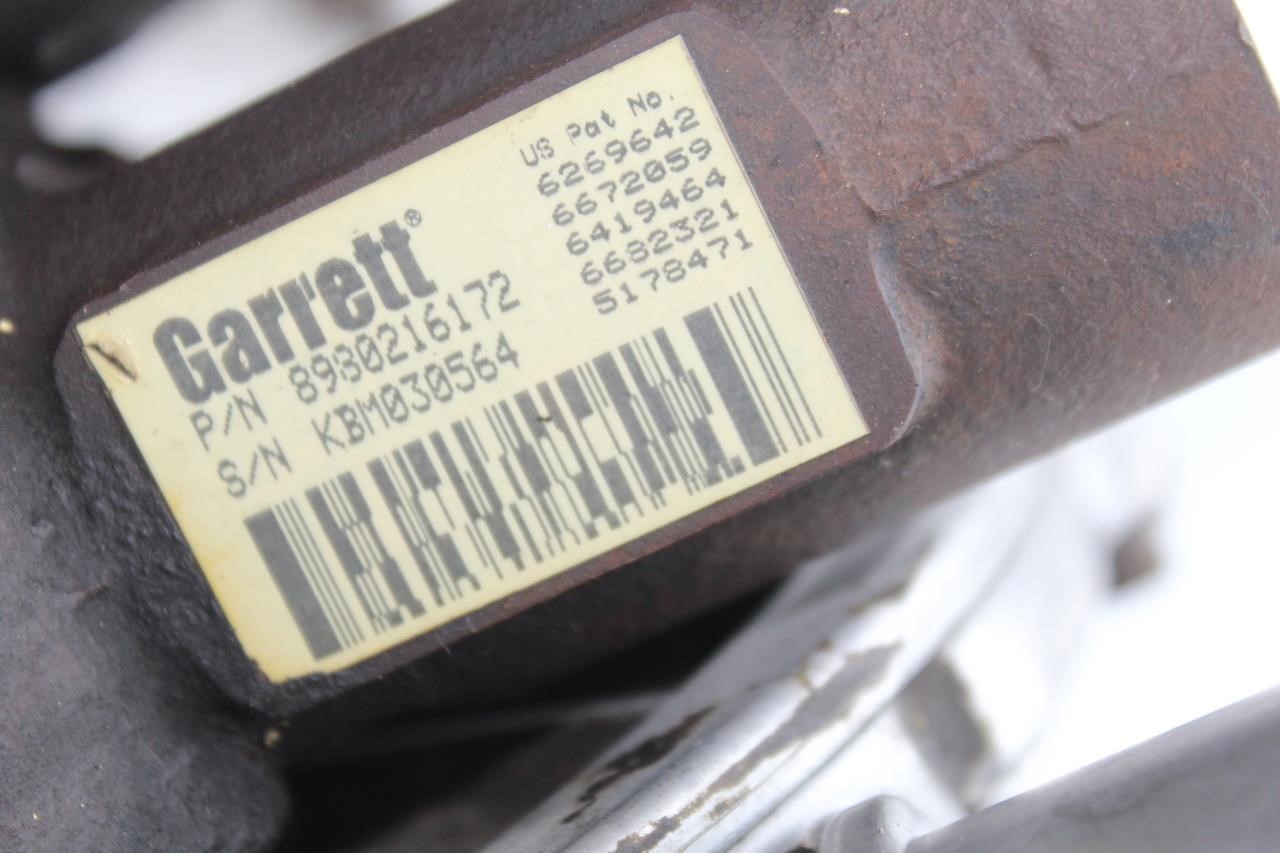 Garrett®
P/N 8980216172
S/N KBM030564
US Pat No.
6269642
6672059
6419464
6682321
5178471